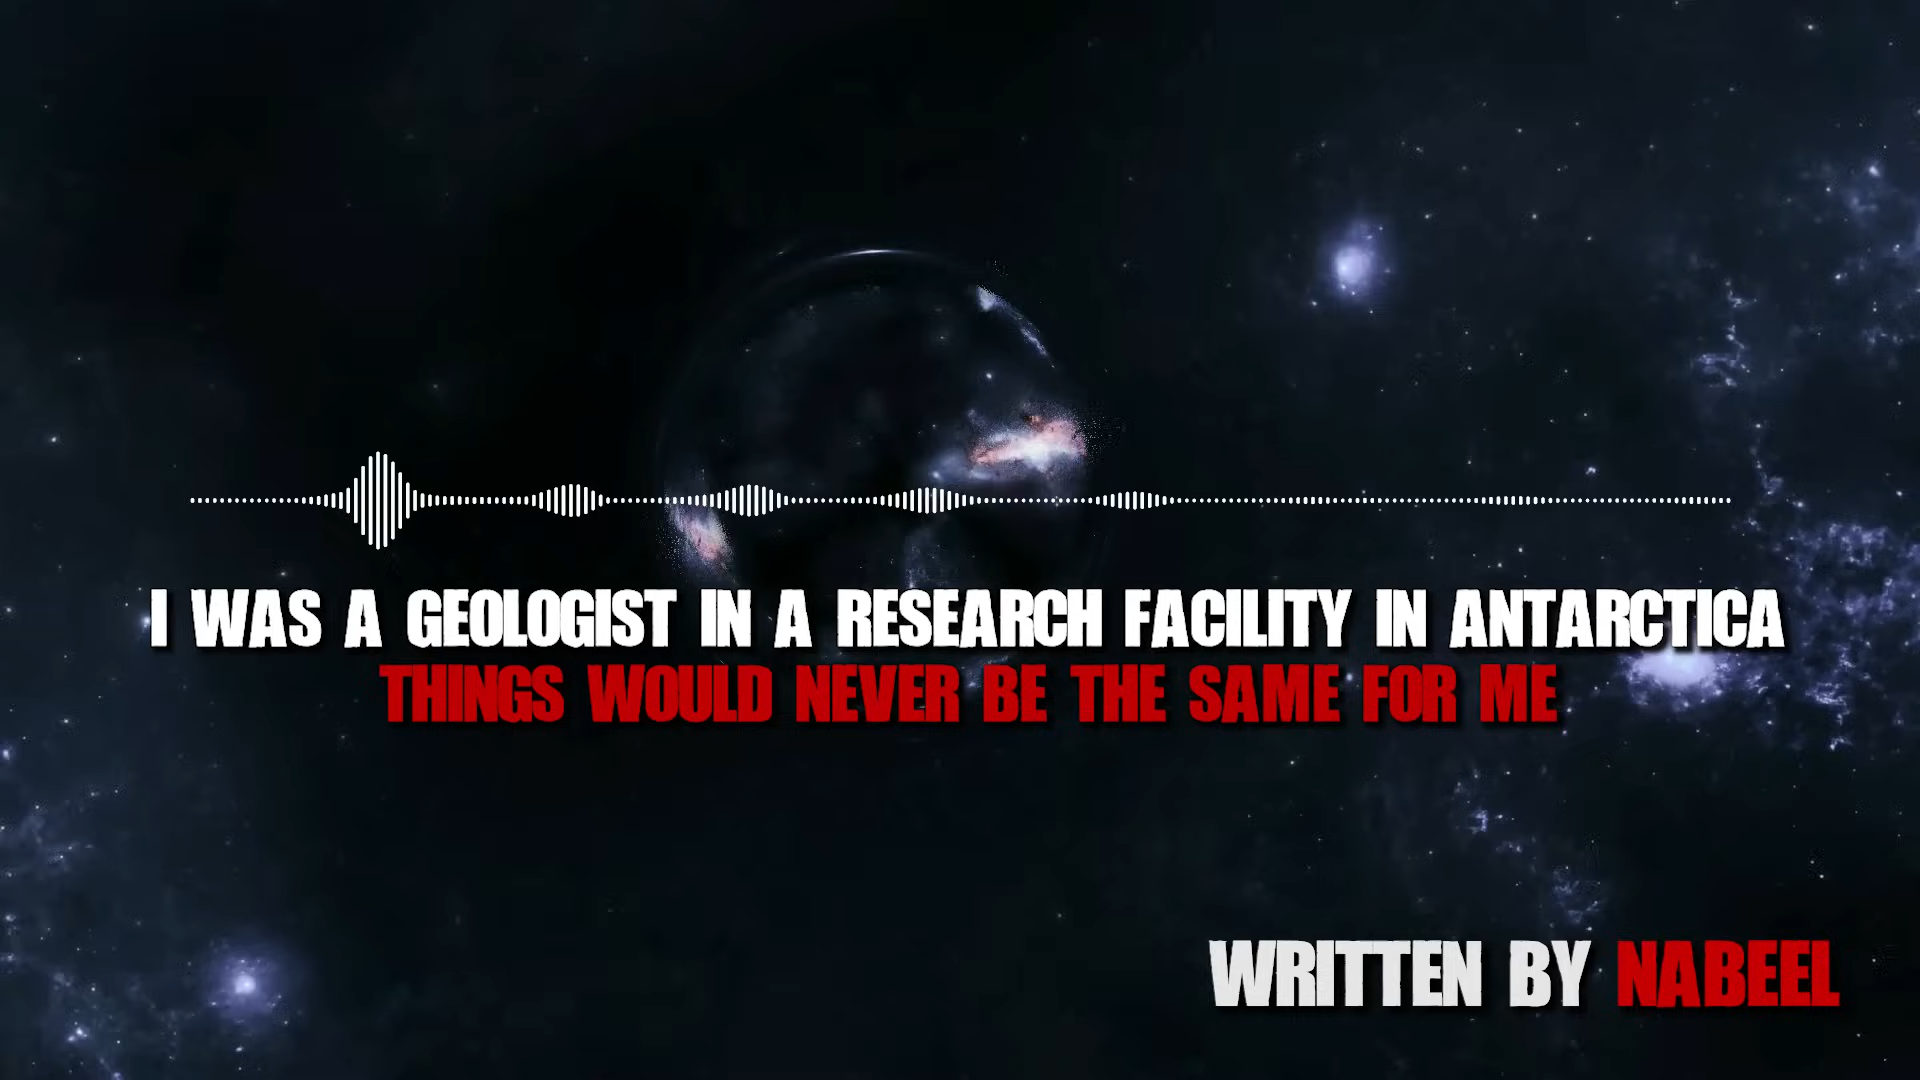 I WAS A GEOLOGIST IN A RESEARCH FACILITY IN ANTARCTICA
THINGS WOULD NEVER BE THE SAME FOR ME
WRITTEN BY NABEEL